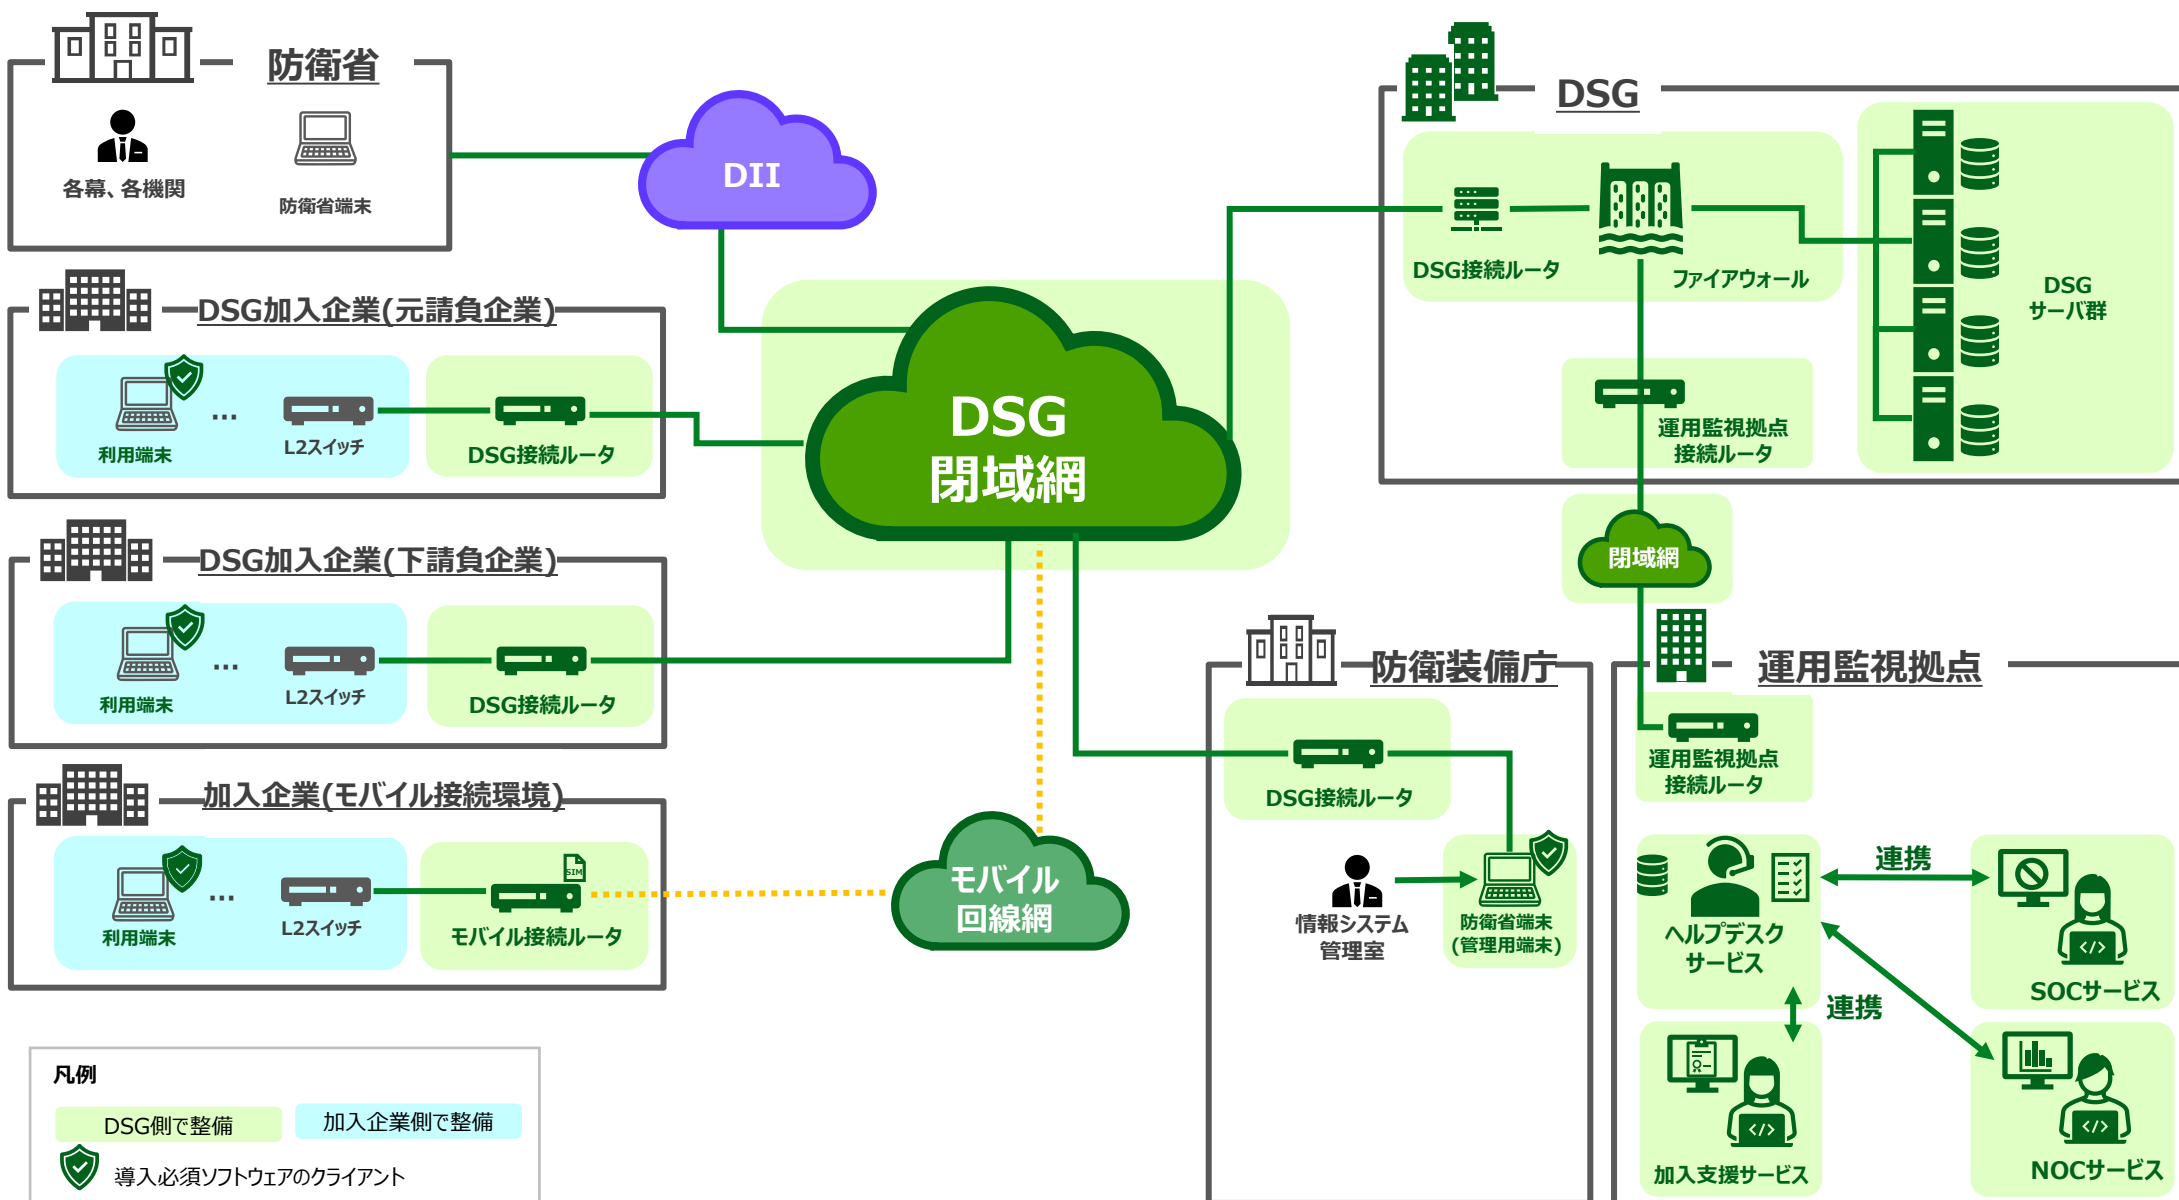 防衛省
各幕、各機関
防衛省端末
DII
DSG加入企業(元請負企業)
利用端末
...
L2スイッチ
DSG接続ルータ
DSG加入企業(下請負企業)
利用端末
...
L2スイッチ
DSG接続ルータ
加入企業(モバイル接続環境)
利用端末
...
L2スイッチ
SIM
モバイル接続ルータ
DSG
閉域網
モバイル
回線網
DSG
DSG接続ルータ
ファイアウォール
DSG
サーバ群
運用監視拠点
接続ルータ
閉域網
防衛装備庁
DSG接続ルータ
情報システム
管理室
防衛省端末
(管理用端末)
運用監視拠点
運用監視拠点
接続ルータ
ヘルプデスク
サービス
連携
</>
SOCサービス
連携
</>
加入支援サービス
</>
NOCサービス
凡例
DSG側で整備
加入企業側で整備
導入必須ソフトウェアのクライアント